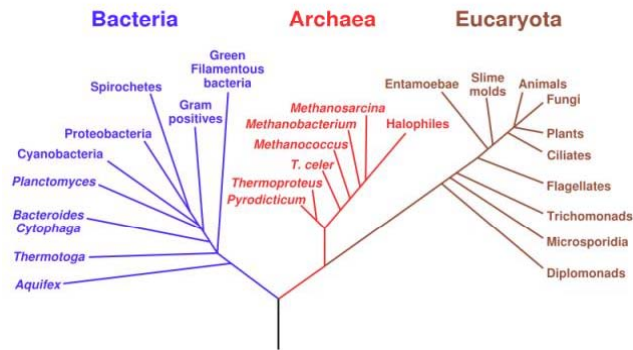 Bacteria
Archaea
Eucaryota
Green
Filamentous
bacteria
Spirochetes
Gram
positives
Proteobacteria
Cyanobacteria
Planctomyces
Bacteroides
Cytophaga
Thermotoga
Aquifex
Methanosarcina
Methanobacterium
Halophiles
Methanococcus
T. celer
Thermoproteus
Pyrodicticum
Entamoebae
Slime
molds
Animals
Fungi
Plants
Ciliates
Flagellates
Trichomonads
Microsporidia
Diplomonads